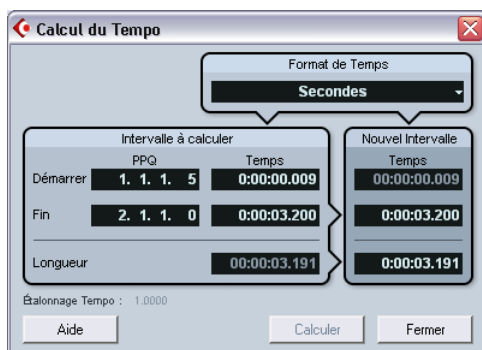 Calcul du Tempo
Format de Temps
Secondes
Intervalle à calculer
Nouvel Intervalle
PPQ Temps Temps
Démarrer 1. 1. 1. 5 0:00:00.009 00:00:00.009
Fin 2. 1. 1. 0 0:00:03.200 0:00:03.200
Longueur 00:00:03.191 0:00:03.191
Étalonnage Tempo : 1.0000
Aide Calculer Fermer